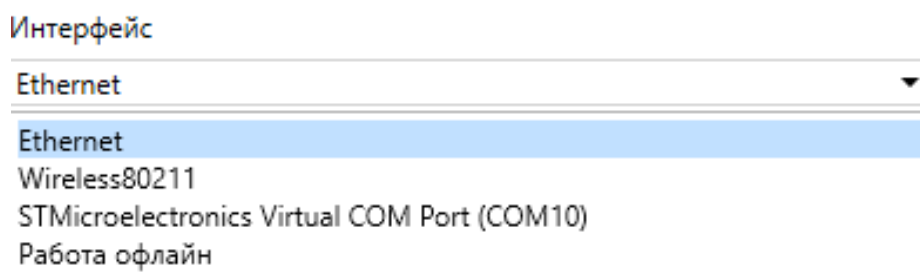 Интерфейс
Ethernet
Ethernet
Wireless80211
STMicroelectronics Virtual COM Port (COM10)
Работа офлайн